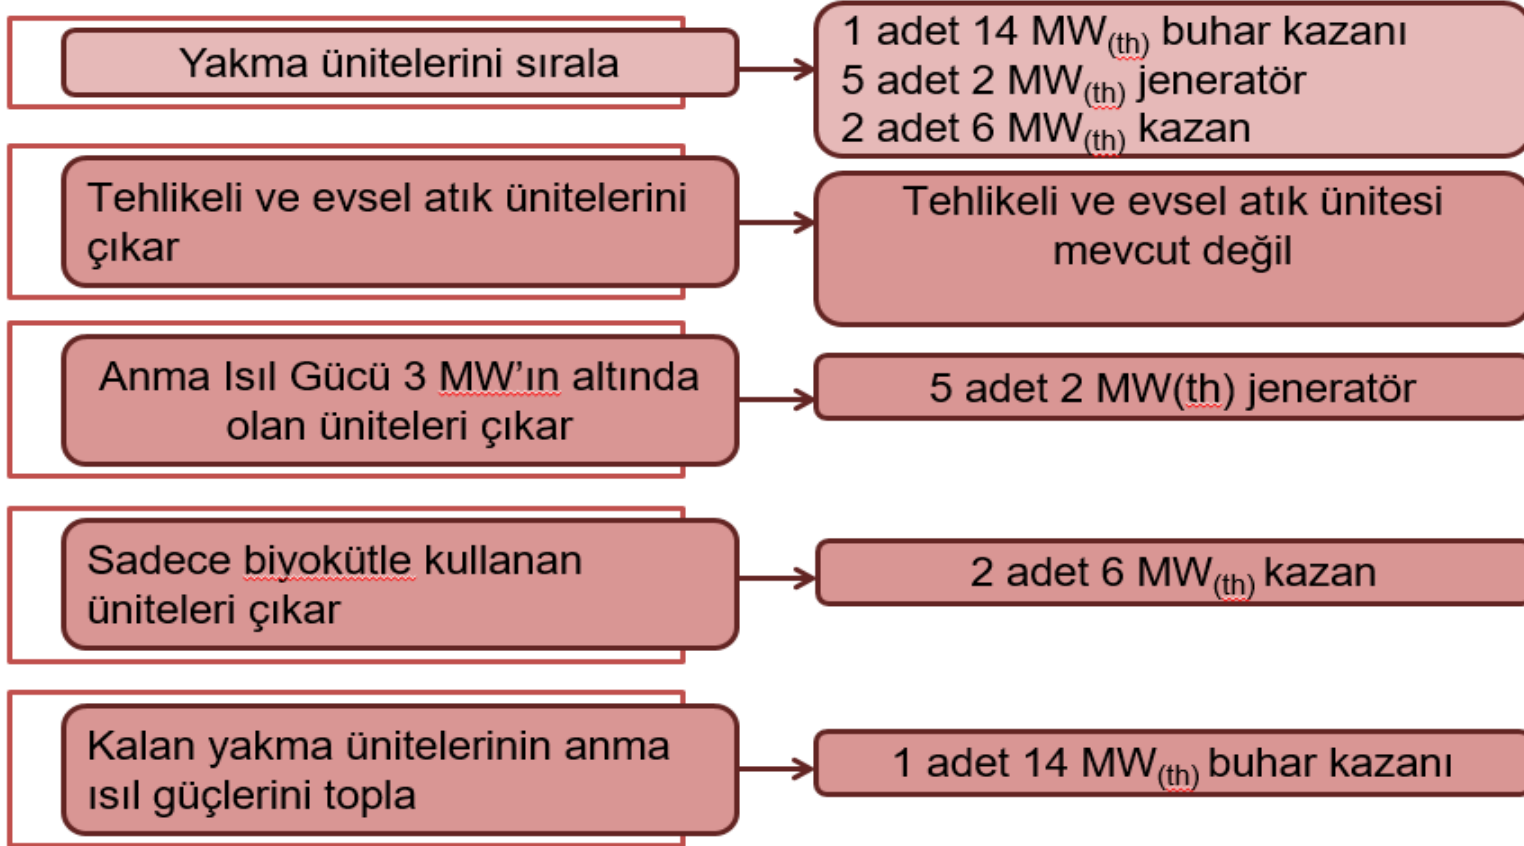 Yakma ünitelerini sırala
1 adet 14 MW(th) buhar kazanı
5 adet 2 MW(th) jeneratör
2 adet 6 MW(th) kazan
Tehlikeli ve evsel atık ünitelerini
çıkar
Tehlikeli ve evsel atık ünitesi
mevcut değil
Anma Isıl Gücü 3 MW’ın altında
olan üniteleri çıkar
5 adet 2 MW(th) jeneratör
Sadece biyokütle kullanan
üniteleri çıkar
2 adet 6 MW(th) kazan
Kalan yakma ünitelerinin anma
ısıl güçlerini topla
1 adet 14 MW(th) buhar kazanı